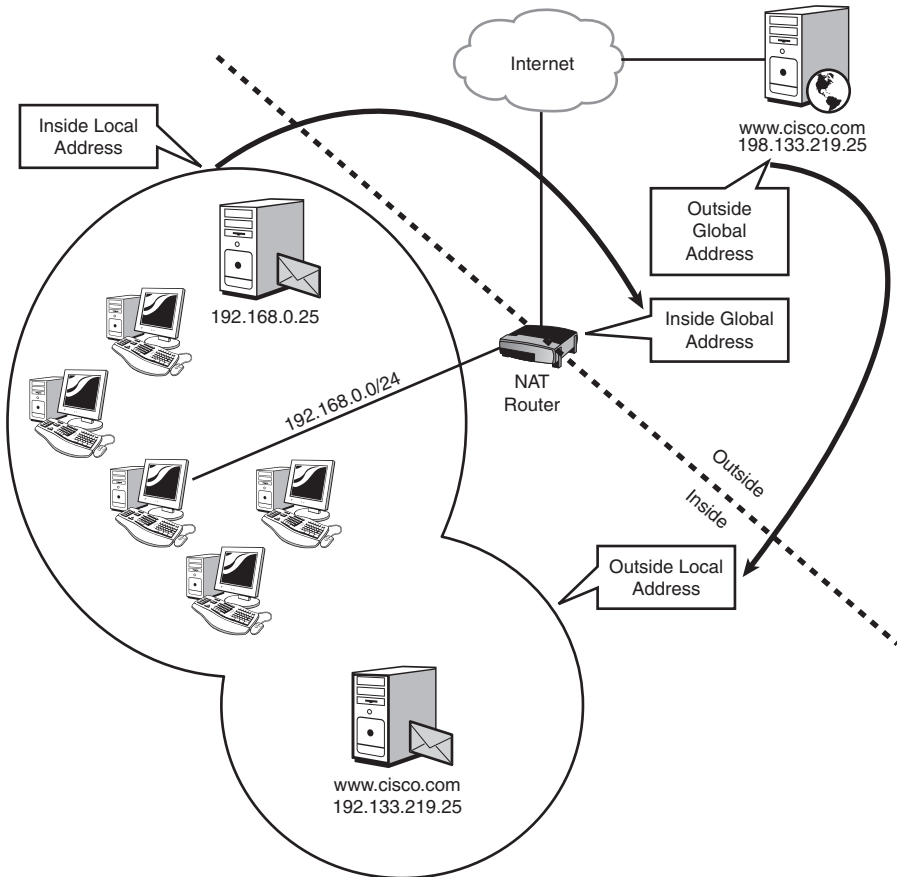 Internet
www.cisco.com
198.133.219.25
Inside Local
Address
Outside
Global
Address
192.168.0.25
Inside Global
Address
NAT
Router
192.168.0.0/24
Outside
Inside
Outside Local
Address
www.cisco.com
192.133.219.25